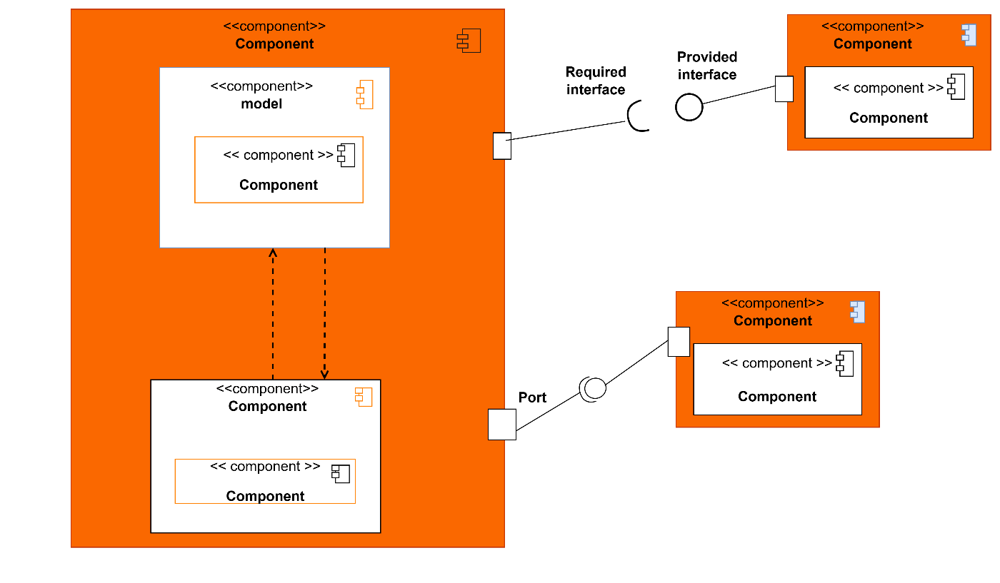 <<component>>
Component
<<component>>
model
<< component >>
Component
<<component>>
Component
<< component >>
Component
Required
interface
Provided
interface
<<component>>
Component
<< component >>
Component
Port
<<component>>
Component
<< component >>
Component